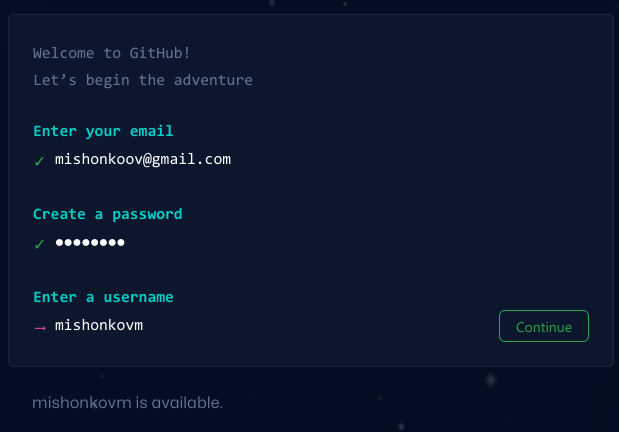 Welcome to GitHub!
Let’s begin the adventure
Enter your email
✓ mishonkoov@gmail.com
Create a password
✓ ●●●●●●●●
Enter a username
→ mishonkovm
Continue
mishonkovm is available.